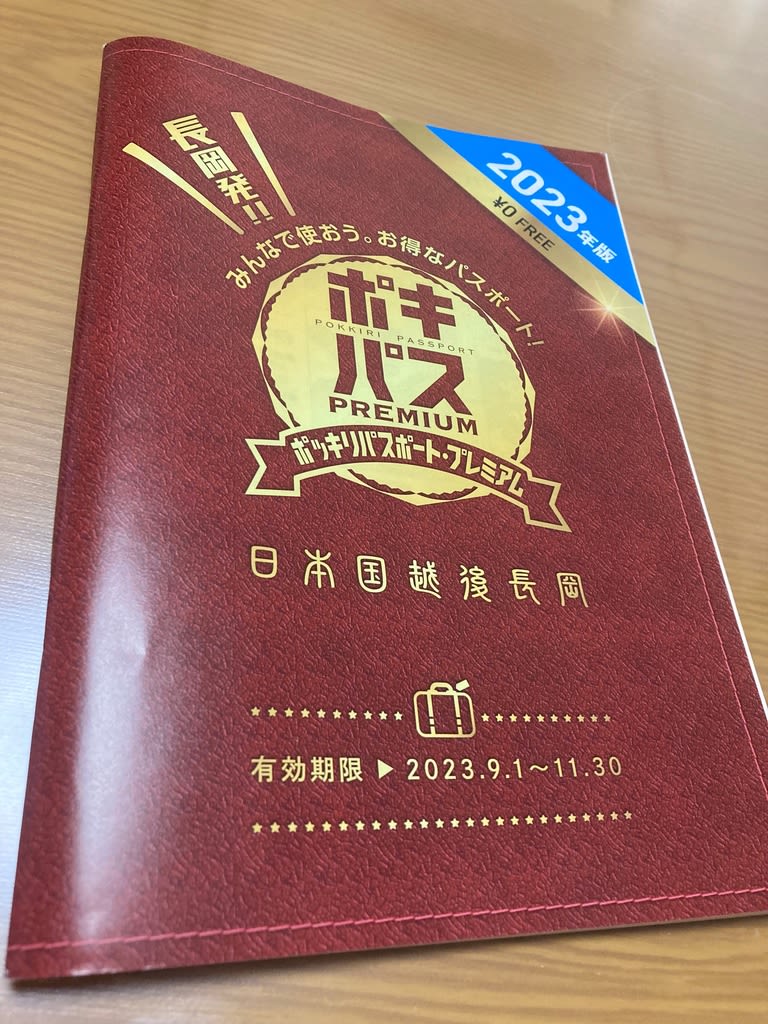 長岡発!!
2023年版
¥0 FREE
みんなで使おう。お得なパスポート!
ポキ
POKKIRI PASSPORT
パス
PREMIUM
ポッキリパスポート・プレミアム
日本国越後長岡
有効期限▶2023.9.1〜11.30